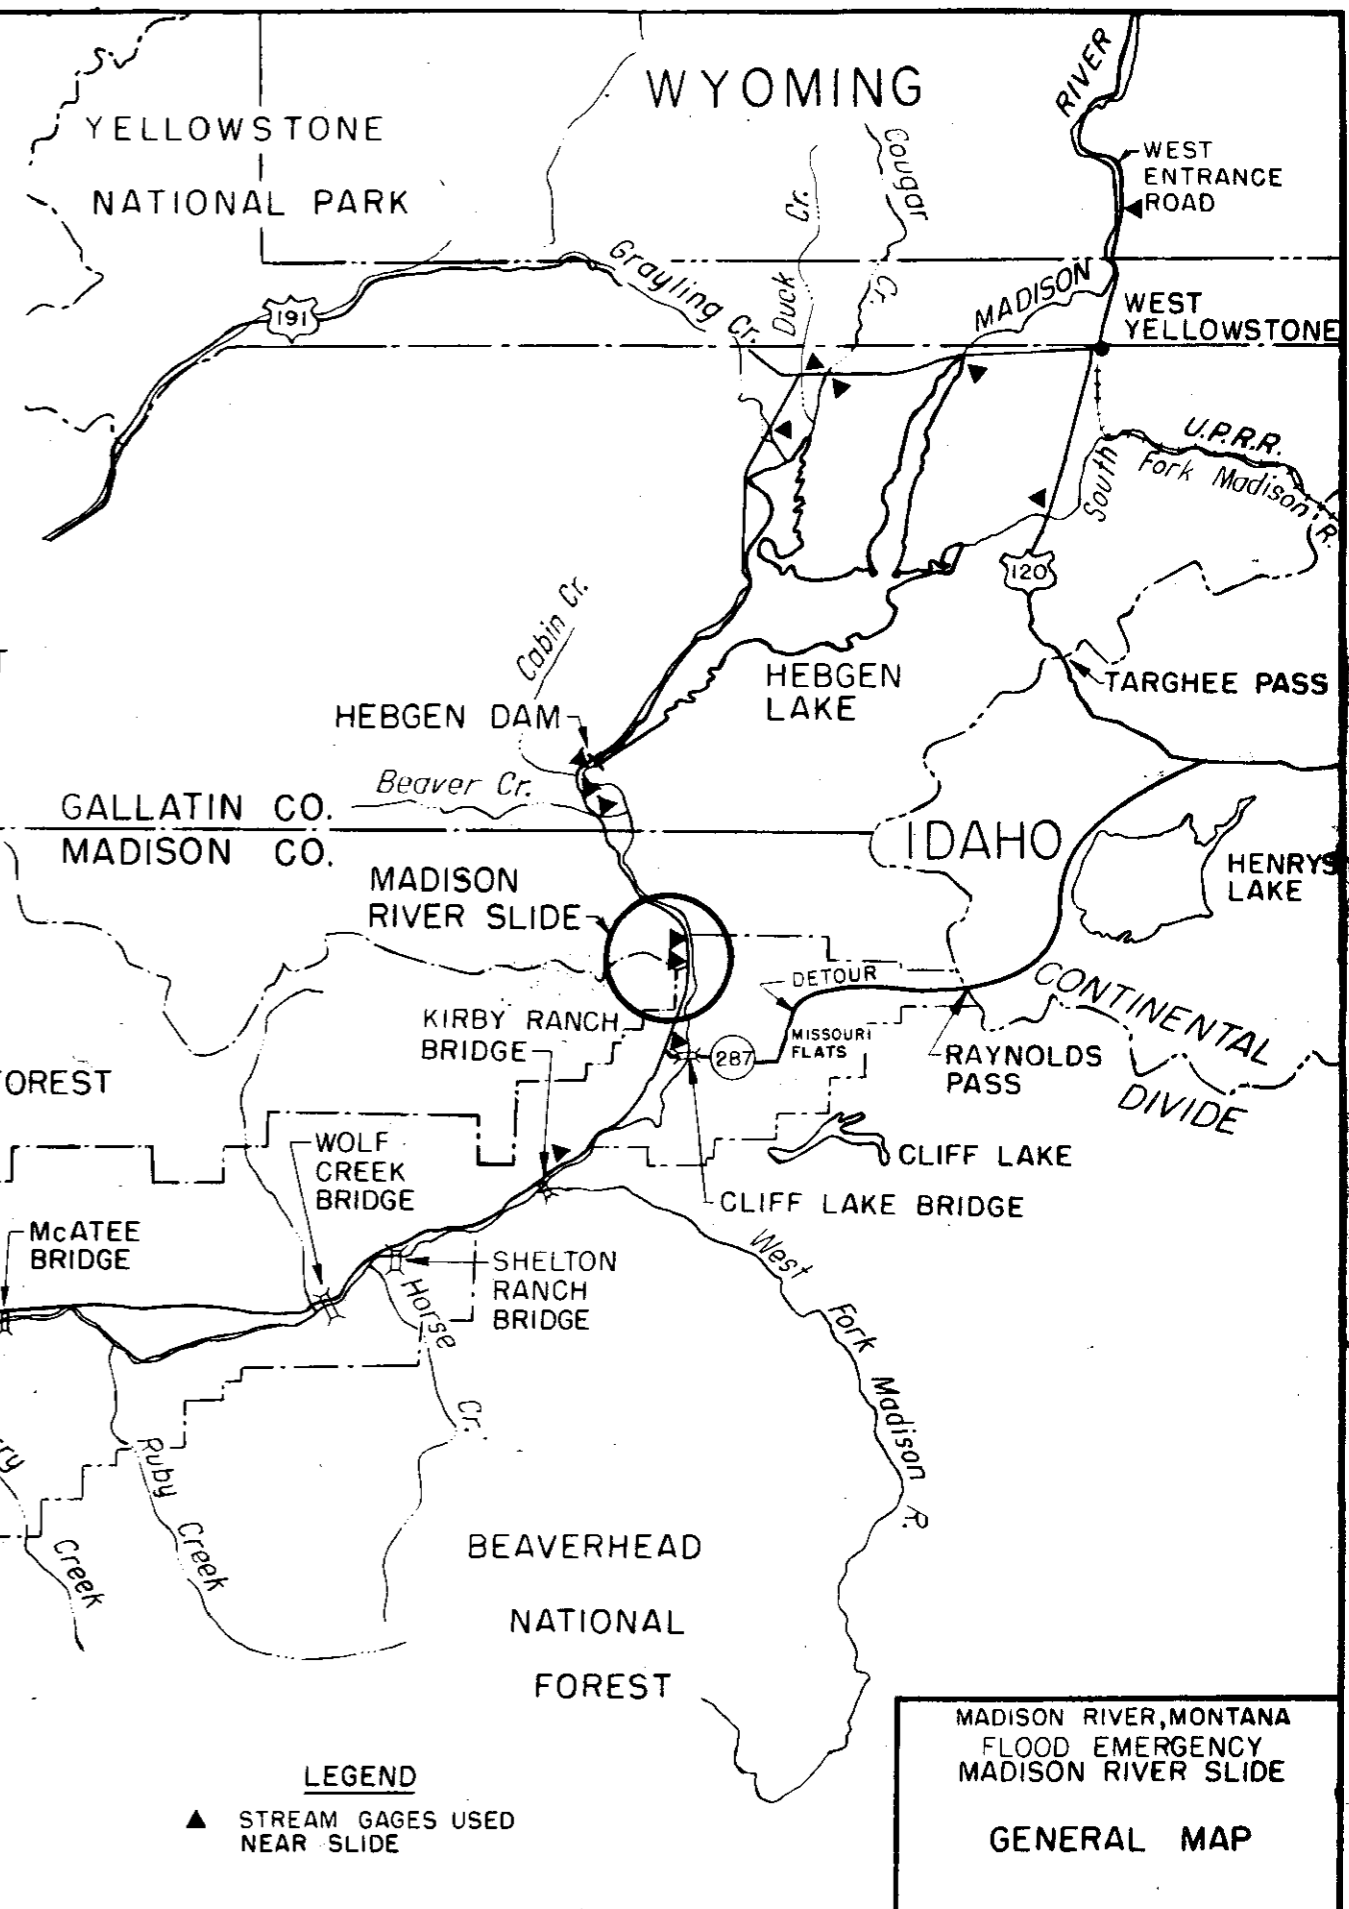 WYOMING
RIVER
YELLOWSTONE
NATIONAL PARK
WEST
ENTRANCE
ROAD
Cougar
Cr.
Duck
Cr.
Grayling Cr.
MADISON
WEST
YELLOWSTONE
191
U.P.R.R.
South
Fork Madison R.
120
Cabin Cr.
TARGHEE PASS
HEBGEN
LAKE
HEBGEN DAM
Beaver Cr.
GALLATIN CO.
MADISON CO.
IDAHO
HENRYS
LAKE
MADISON
RIVER SLIDE
DETOUR
CONTINENTAL
DIVIDE
KIRBY RANCH
BRIDGE
287
MISSOURI
FLATS
RAYNOLDS
PASS
OREST
WOLF
CREEK
BRIDGE
CLIFF LAKE
CLIFF LAKE BRIDGE
McATEE
BRIDGE
SHELTON
RANCH
BRIDGE
West
Fork
Madison
R.
Horse
Cr.
Ruby
Creek
ry
Creek
BEAVERHEAD
NATIONAL
FOREST
LEGEND
STREAM GAGES USED
NEAR SLIDE
MADISON RIVER, MONTANA
FLOOD EMERGENCY
MADISON RIVER SLIDE
GENERAL MAP